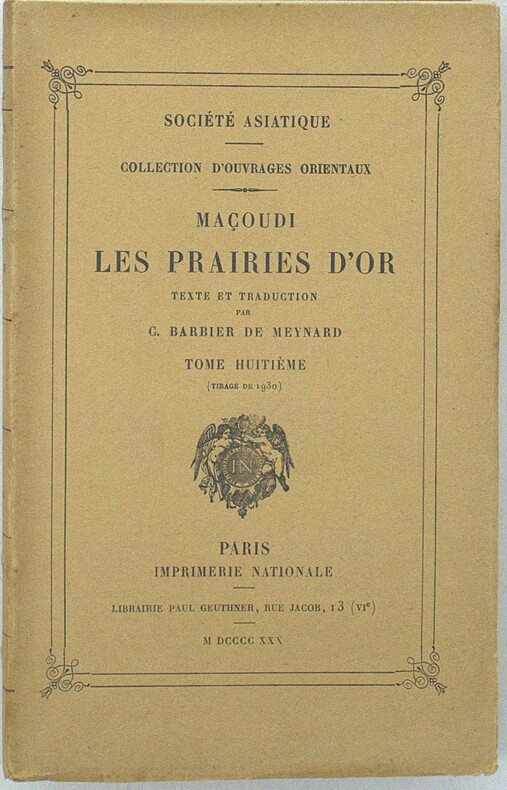 SOCIÉTÉ ASIATIQUE
COLLECTION D'OUVRAGES ORIENTAUX
MAÇOUDI
LES PRAIRIES D'OR
TEXTE ET TRADUCTION
PAR
C. BARBIER DE MEYNARD
TOME HUITIÈME
(TIRAGE DE 1930)
IN
PARIS
IMPRIMERIE NATIONALE
LIBRAIRIE PAUL GEUTHNER, RUE JACOB, 13 (VIe)
M DCCCC XXX